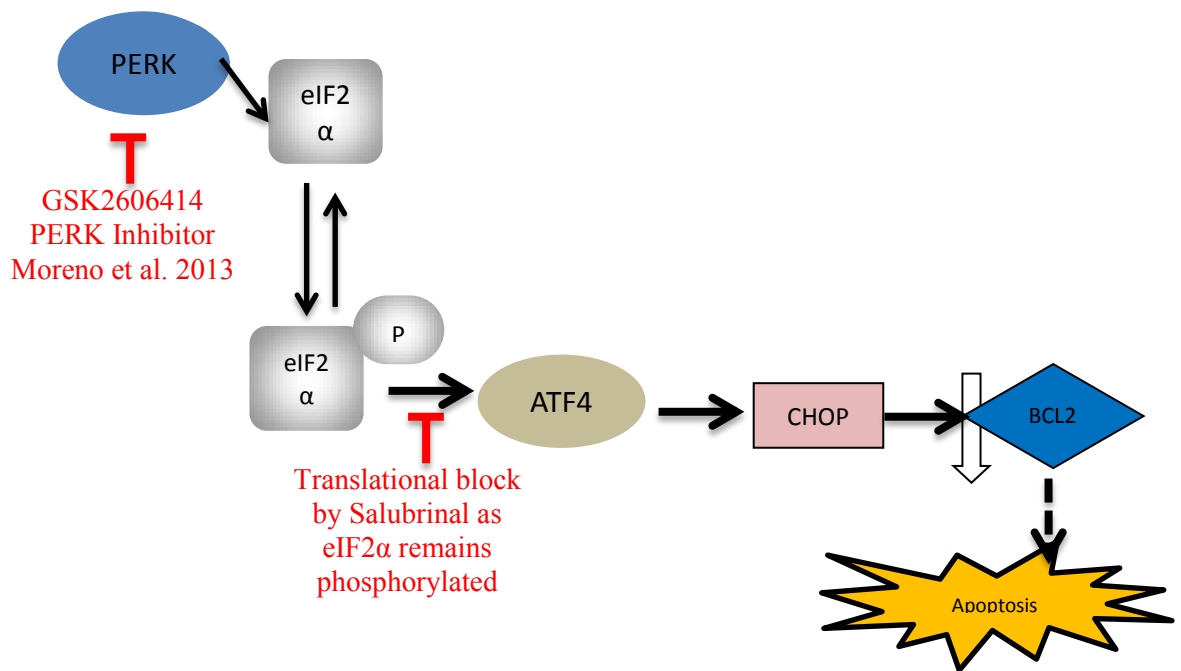 PERK
eIF2
α
GSK2606414
PERK Inhibitor
Moreno et al. 2013
eIF2
α
P
ATF4
CHOP
BCL2
Translational block
by Salubrinal as
eIF2α remains
phosphorylated
Apoptosis